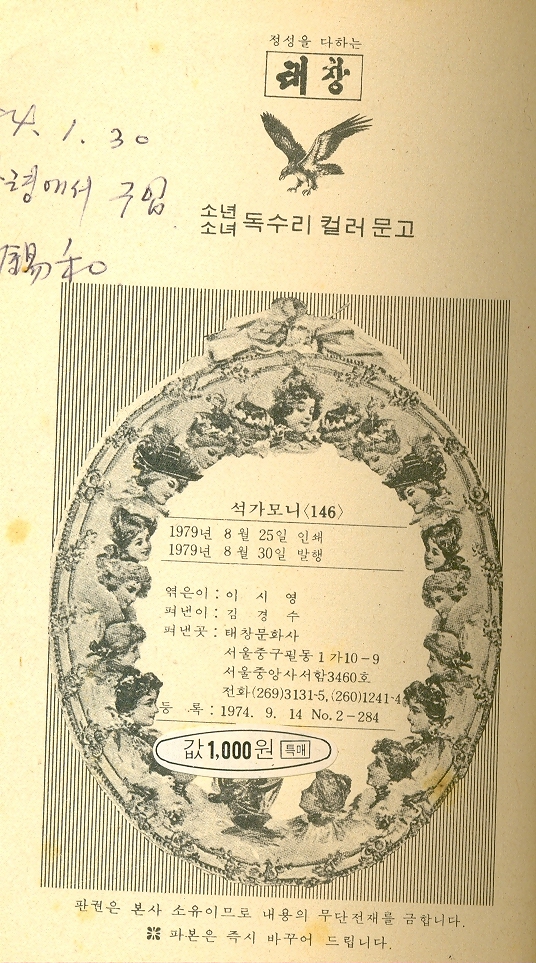 정성을 다하는
태창
4. 1. 30
령에서 구입
錫和
소년
소녀 독수리 컬러 문고
석가모니〈146〉
1979년 8월 25일 인쇄
1979년 8월 30일 발행
엮은이 : 이 시 영
펴낸이 : 김 경 수
펴낸곳 : 태창문화사
서울중구필동 1 가10-9
서울중앙사서함3460호
전화 (269)3131-5, (260)1241-4
등 록 : 1974. 9. 14 No. 2-284
값 1,000원 특매
판권은 본사 소유이므로 내용의 무단전재를 금합니다.
※ 파본은 즉시 바꾸어 드립니다.